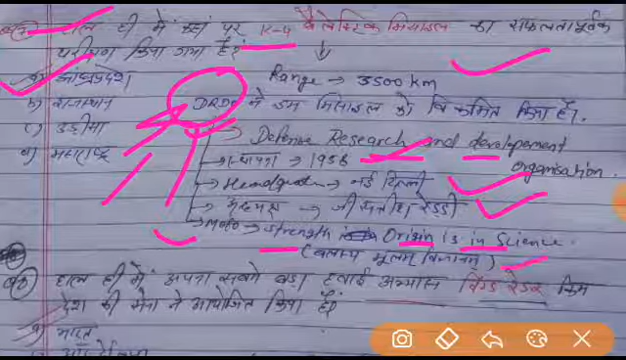 हाल ही में कहां पर K-4 बैलेस्टिक मिसाइल का सफलतापूर्वक
परीक्षण किया गया है?
Range → 3500 km
a) आंध्रप्रदेश
b) राजस्थान
DRDO ने इस मिसाइल को विकसित किया है।
c) उड़ीसा
→ Defense Research and development
organisation.
d) महाराष्ट्र
→ स्थापना → 1958
→ Headquater → नई दिल्ली
→ अध्यक्ष → जी सतीश रेड्डी
→ Moto → strength Origin is in Science
(बलस्य मूलम् विज्ञानम्)
हाल ही में अपना सबसे बड़ा हवाई अभ्यास विंड रेडर किस
देश की सेना ने आयोजित किया है?
a) भारत